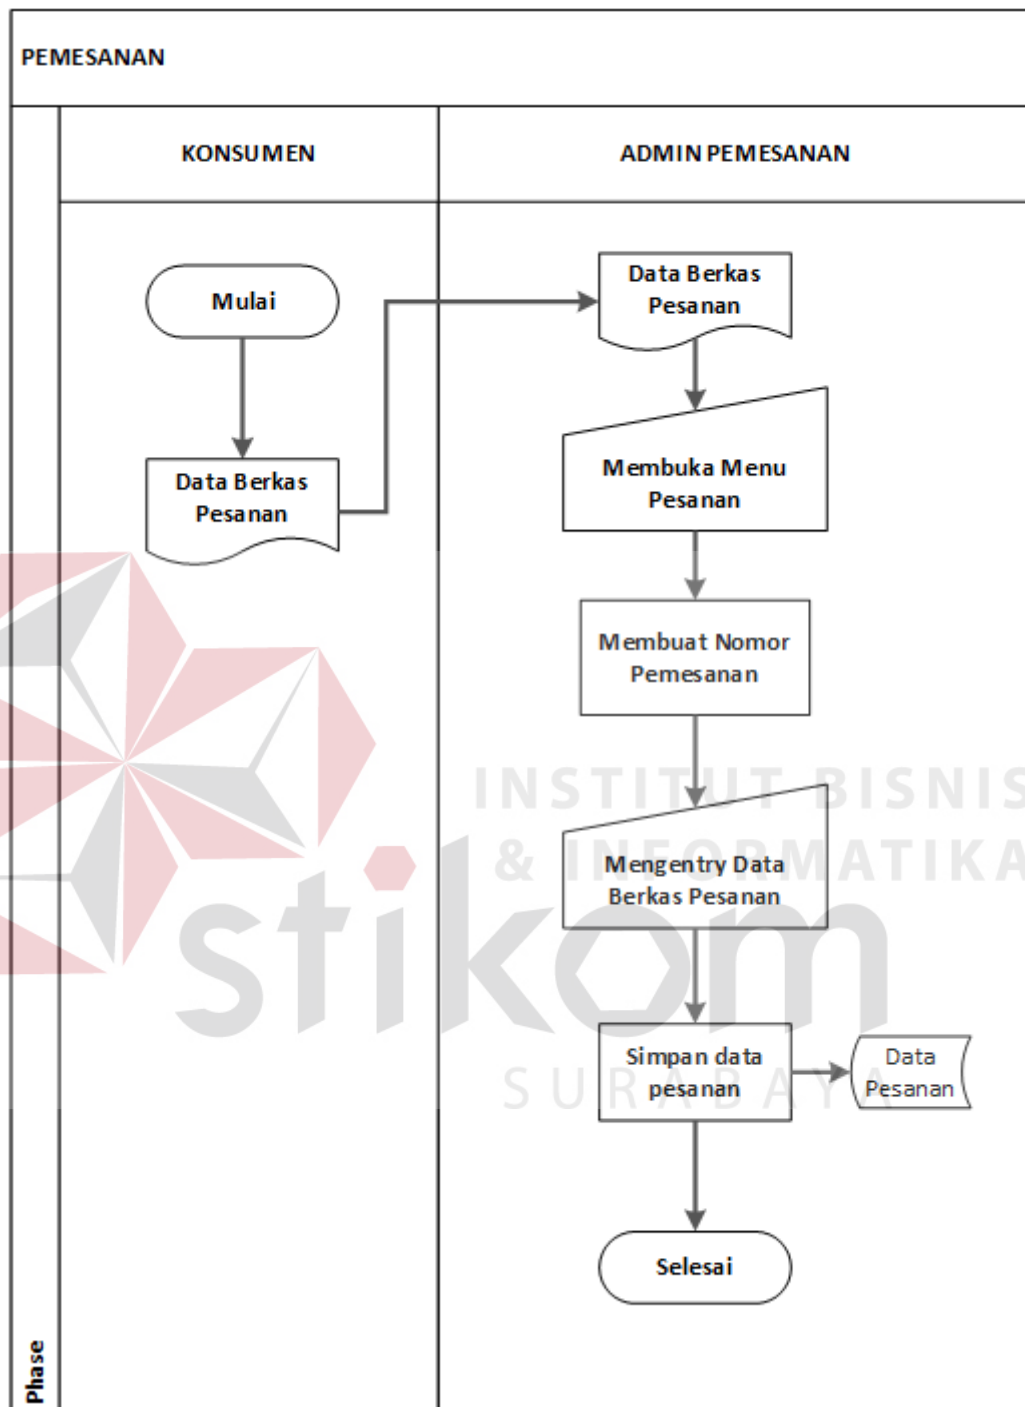 PEMESANAN
KONSUMEN
ADMIN PEMESANAN
Mulai
Data Berkas
Pesanan
Data Berkas
Pesanan
Membuka Menu
Pesanan
Membuat Nomor
Pemesanan
Mengentry Data
Berkas Pesanan
Simpan data
pesanan
Data
Pesanan
Selesai
Phase
INSTITUT BISNIS
& INFORMATIKA
stikom
SURABAYA